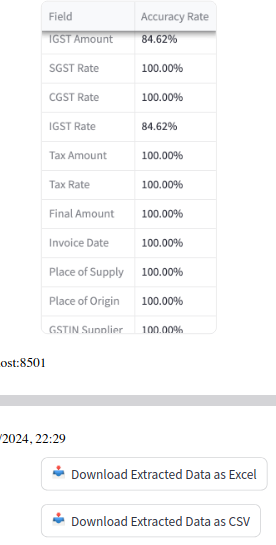 Field Accuracy Rate
IGST Amount 84.62%
SGST Rate 100.00%
CGST Rate 100.00%
IGST Rate 84.62%
Tax Amount 100.00%
Tax Rate 100.00%
Final Amount 100.00%
Invoice Date 100.00%
Place of Supply 100.00%
Place of Origin 100.00%
GSTIN Supplier 100.00%
ost:8501
/2024, 22:29
Download Extracted Data as Excel
Download Extracted Data as CSV